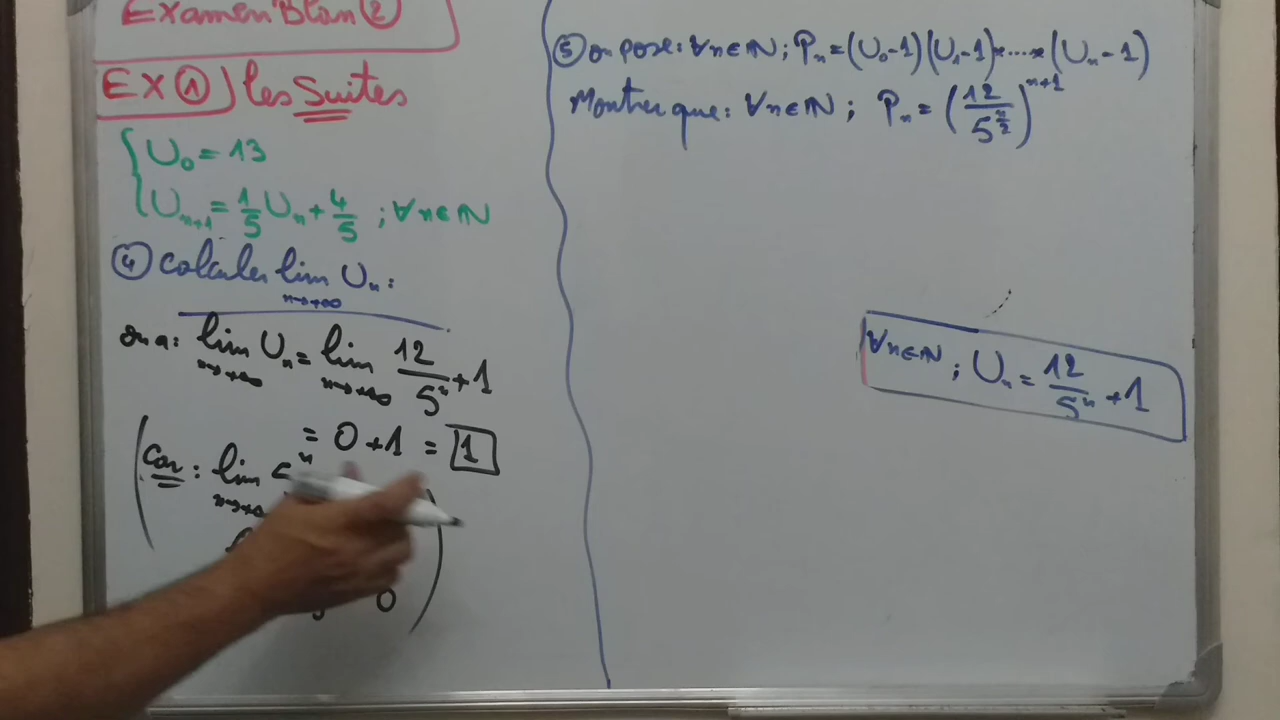 Examen Blan ②
EX ①) les Suites
U₀ = 13
Uₙ₊₁ = 1/5 Uₙ + 4/5 ; ∀n∈ℕ
④ Calculer lim Uₙ :
n→+∞
on a : lim Uₙ = lim 12/5ⁿ + 1
n→+∞ n→+∞
= 0 + 1 = 1
(Car : lim
n→+∞
0
⑤ on pose : ∀n∈ℕ ; Pₙ = (U₀-1)(U₁-1)×.....×(Uₙ-1)
Montrer que : ∀n∈ℕ ; Pₙ = (12/5^(n/2))^(n+1)
∀n∈ℕ ; Uₙ = 12/5ⁿ + 1